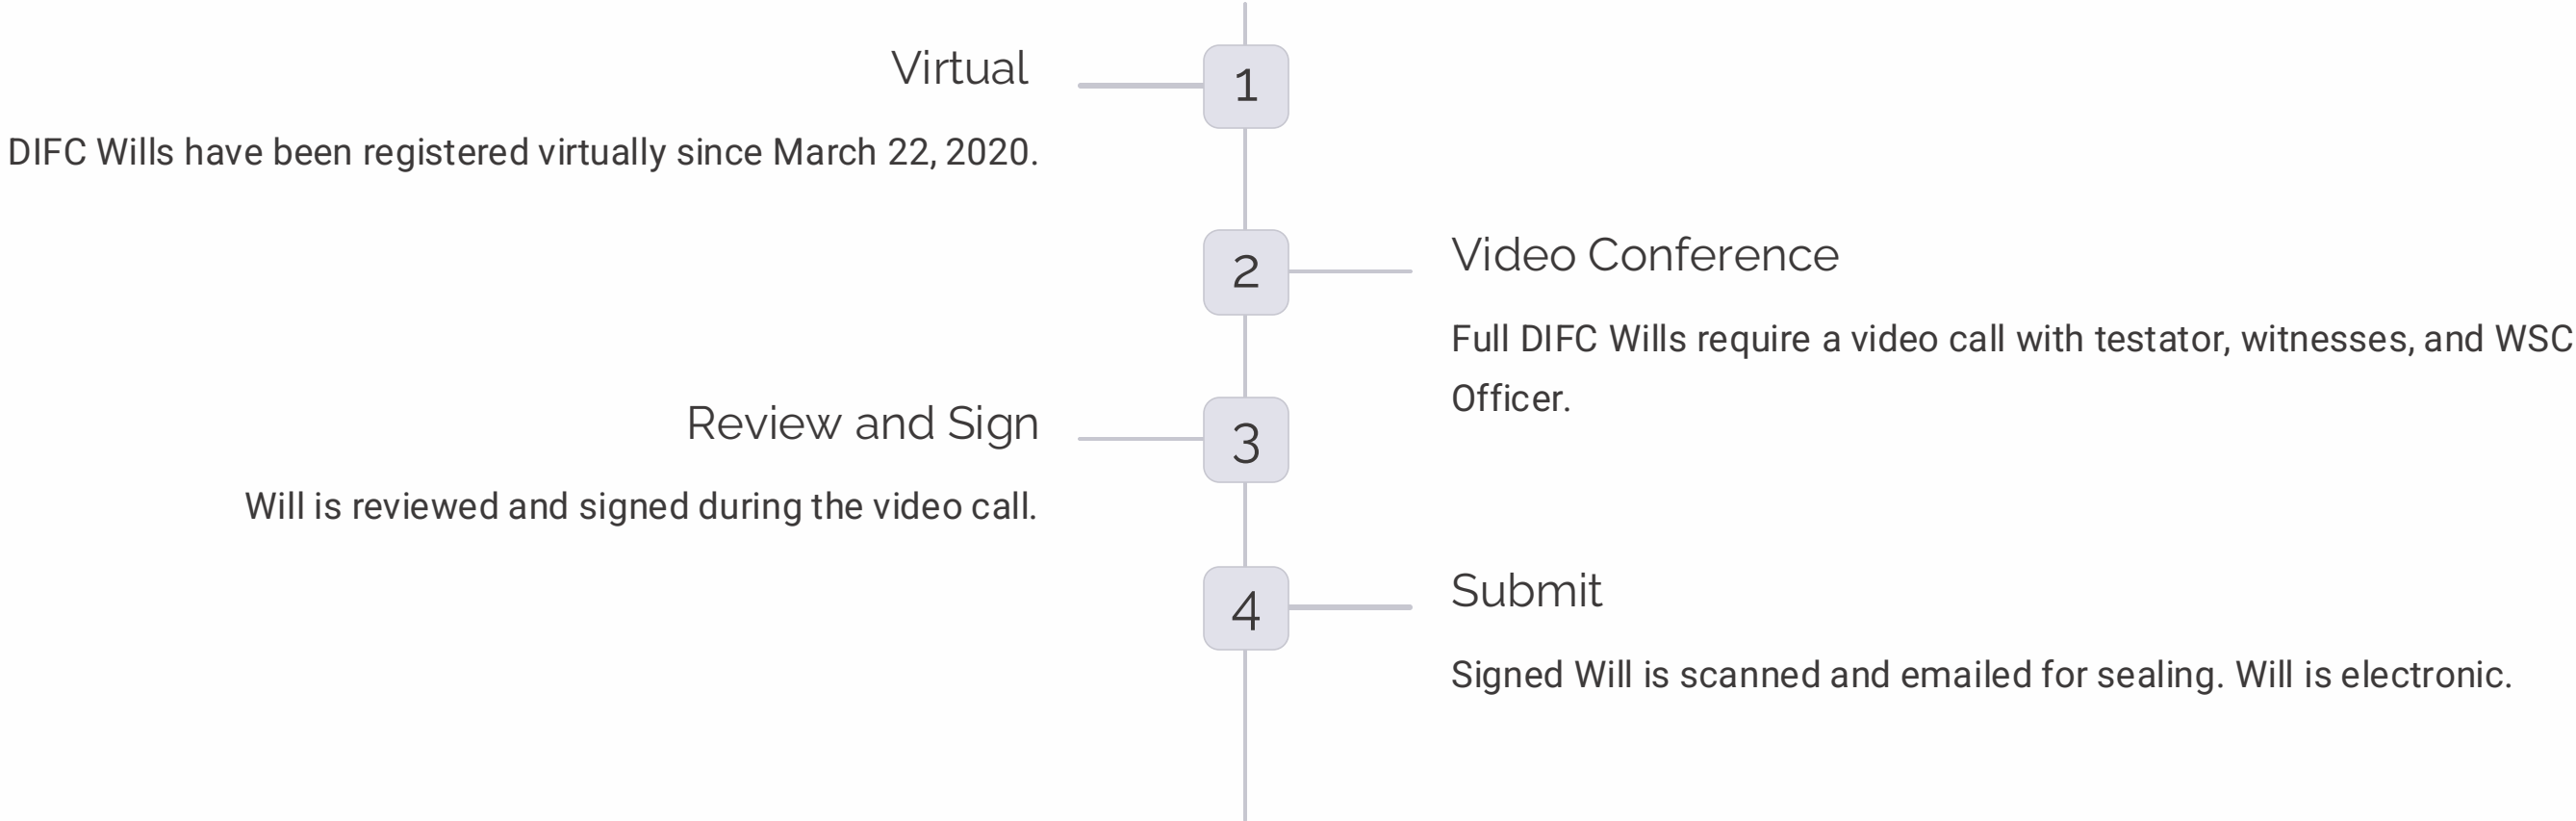 Virtual
1
DIFC Wills have been registered virtually since March 22, 2020.
2
Video Conference
Full DIFC Wills require a video call with testator, witnesses, and WSC
Officer.
Review and Sign
3
Will is reviewed and signed during the video call.
4
Submit
Signed Will is scanned and emailed for sealing. Will is electronic.